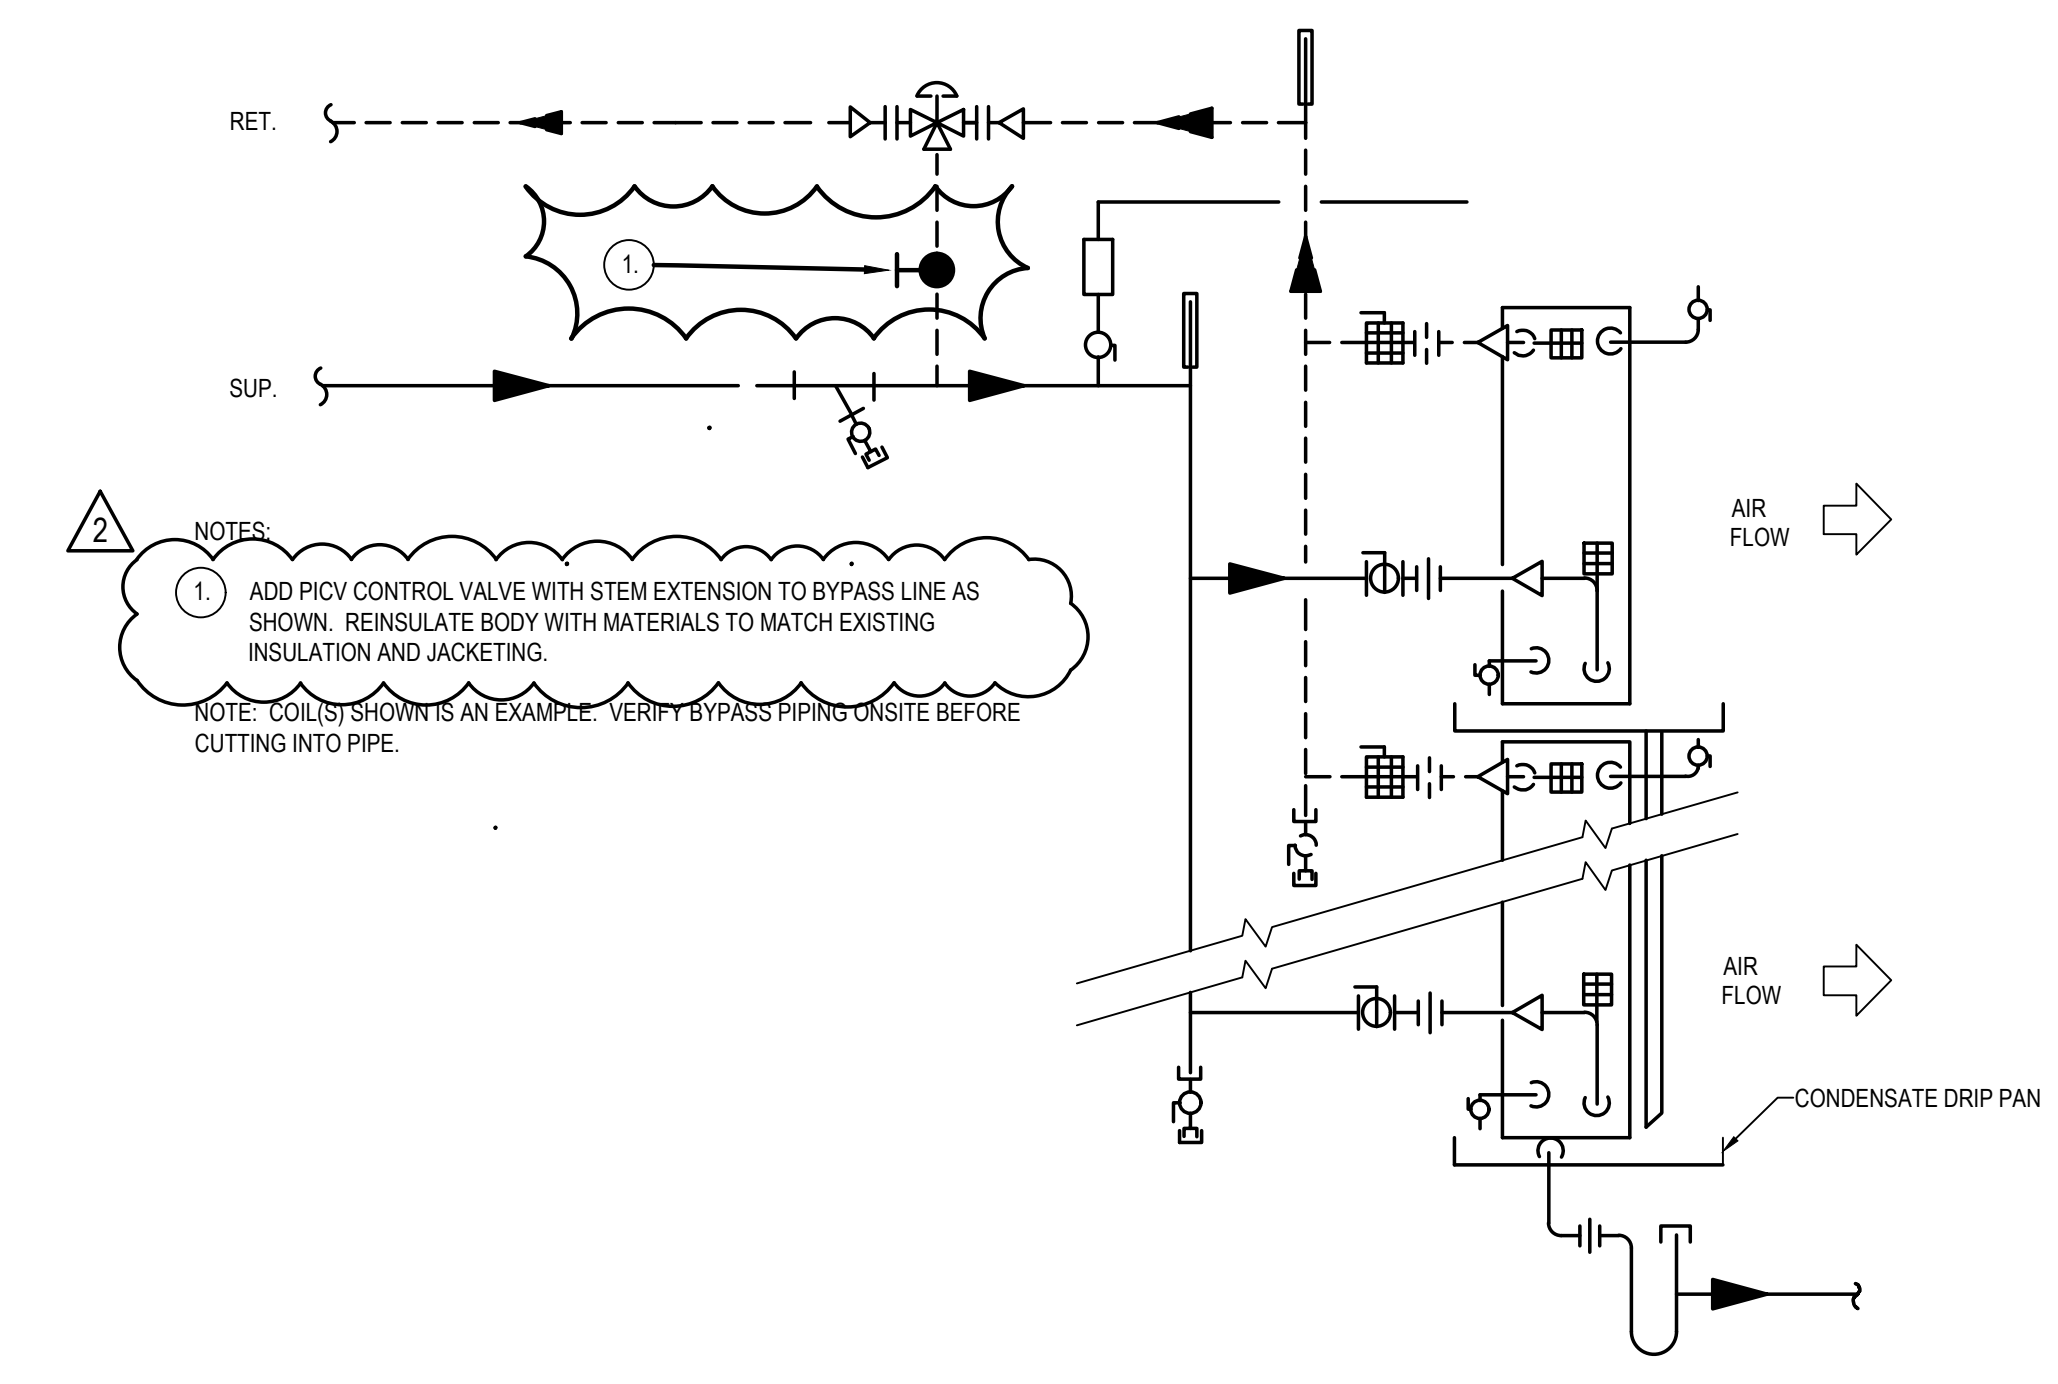 RET.
1.
SUP.
2
NOTES:
1.
ADD PICV CONTROL VALVE WITH STEM EXTENSION TO BYPASS LINE AS
SHOWN. REINSULATE BODY WITH MATERIALS TO MATCH EXISTING
INSULATION AND JACKETING.
NOTE: COIL(S) SHOWN IS AN EXAMPLE. VERIFY BYPASS PIPING ONSITE BEFORE
CUTTING INTO PIPE.
AIR
FLOW
AIR
FLOW
CONDENSATE DRIP PAN